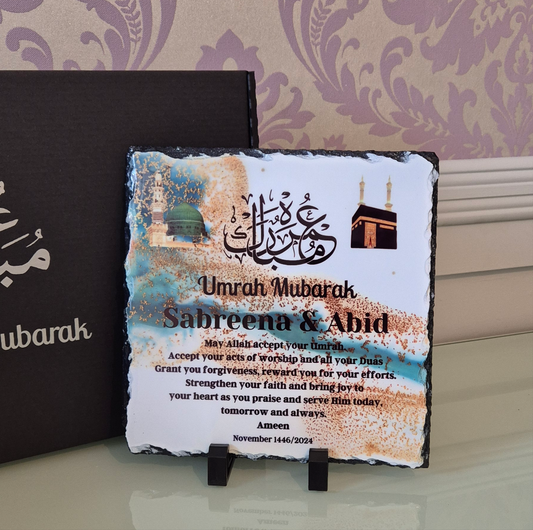 عمرة مبارك
Umrah Mubarak
Sabreena & Abid
May Allah accept your Umrah.
Accept your acts of worship and all your Duas
Grant you forgiveness, reward you for your efforts.
Strengthen your faith and bring joy to
your heart as you praise and serve Him today,
tomorrow and always.
Ameen
November 1446/2024
ubarak